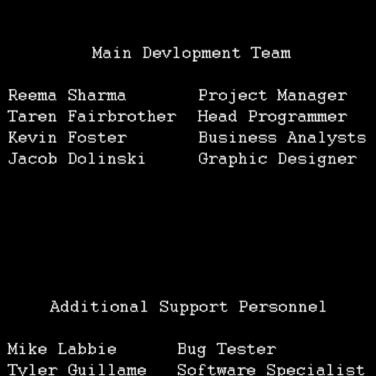 Main Devlopment Team
Reema Sharma Project Manager
Taren Fairbrother Head Programmer
Kevin Foster Business Analysts
Jacob Dolinski Graphic Designer
Additional Support Personnel
Mike Labbie Bug Tester
Tyler Guillame Software Specialist